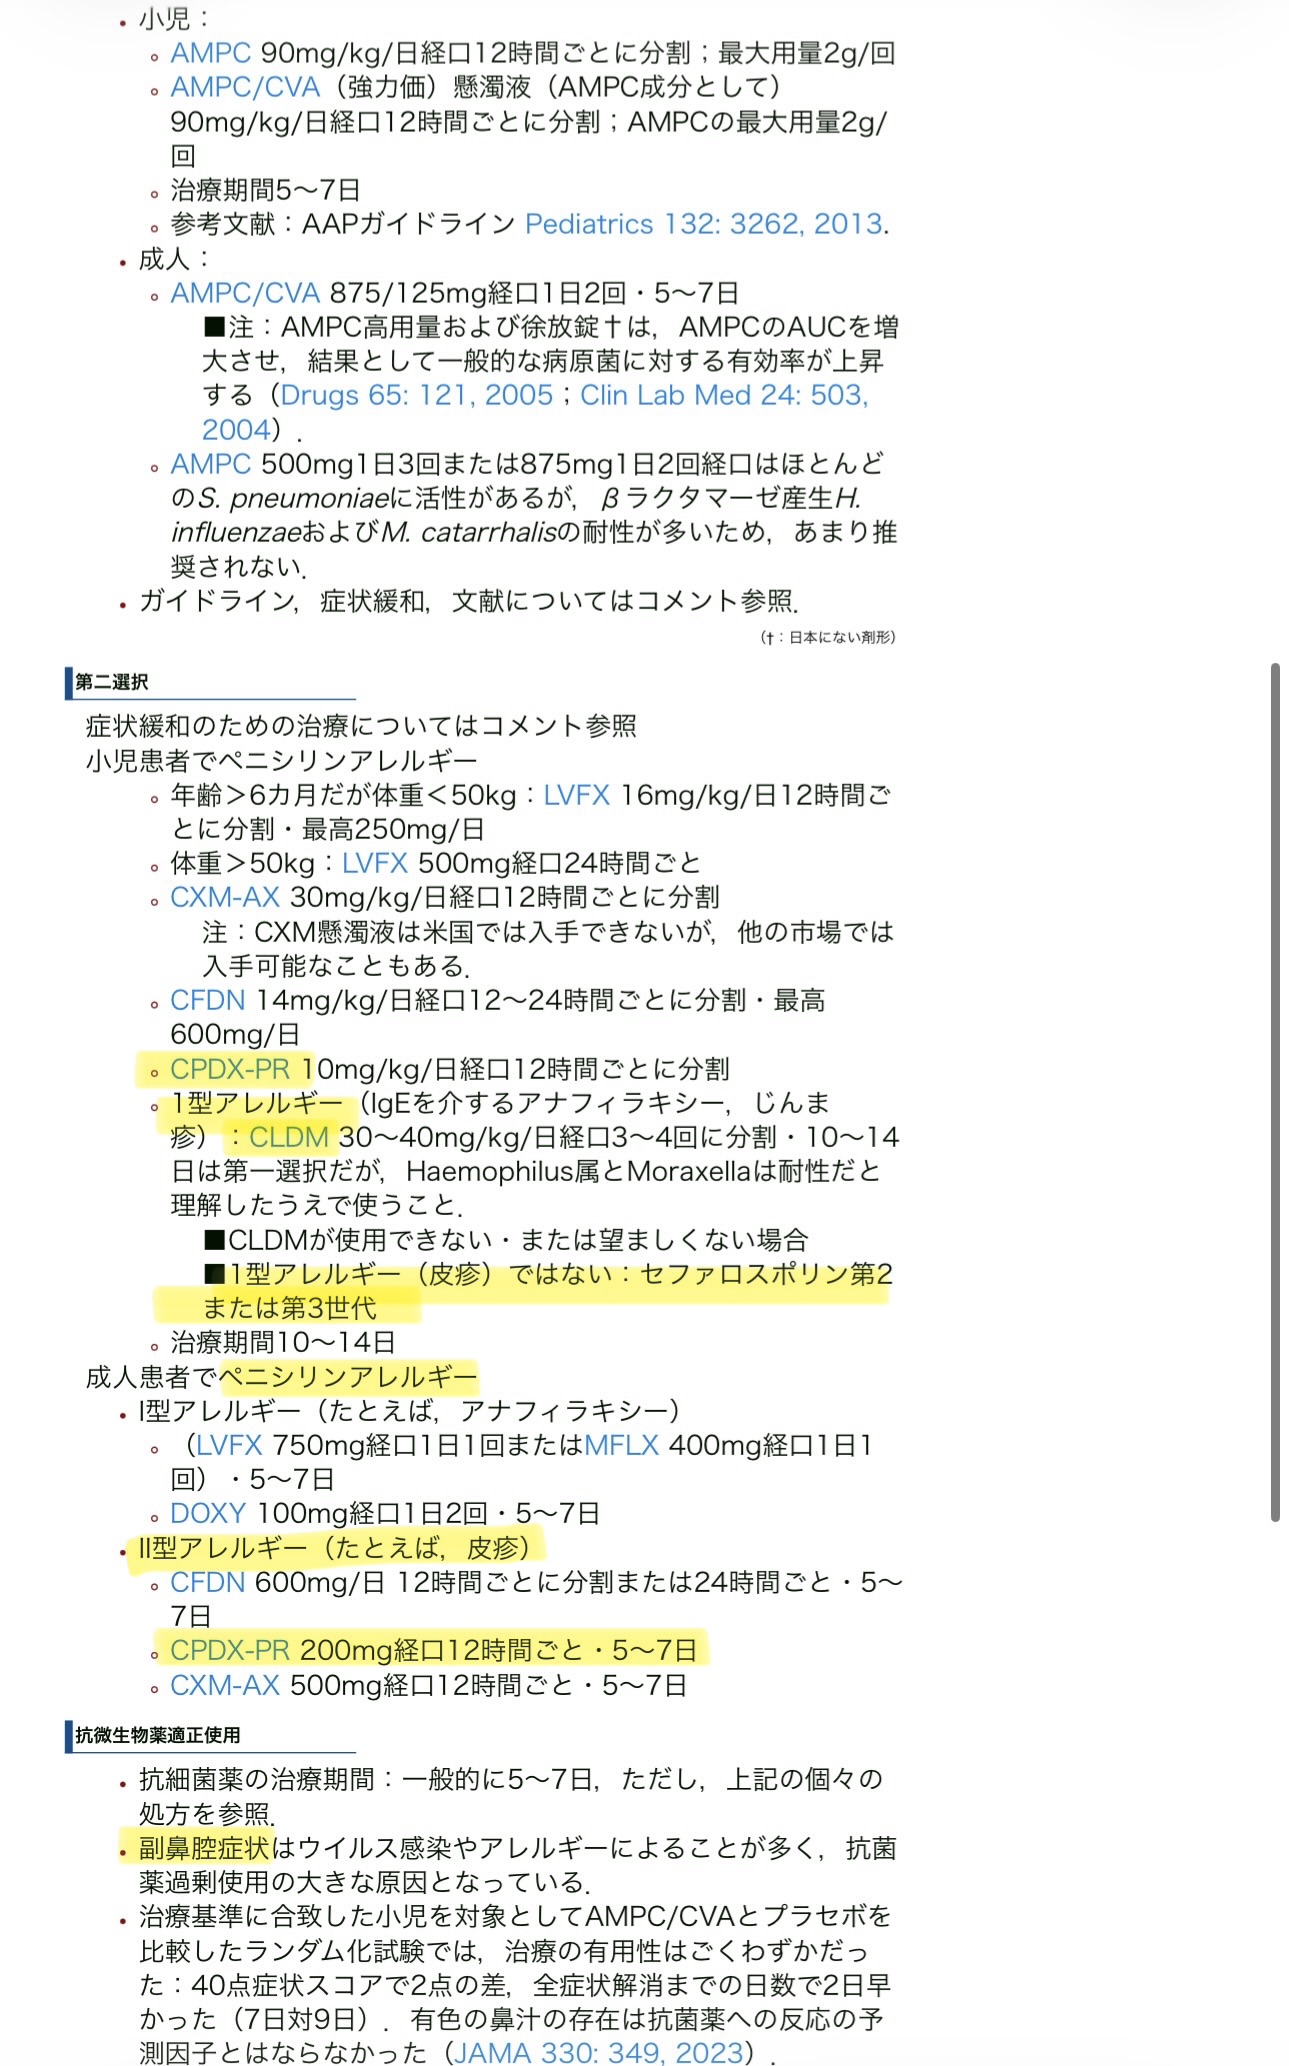 • 小児：
◦ AMPC 90mg/kg/日経口12時間ごとに分割；最大用量2g/回
◦ AMPC/CVA（強力価）懸濁液（AMPC成分として）
90mg/kg/日経口12時間ごとに分割；AMPCの最大用量2g/
回
◦ 治療期間5〜7日
◦ 参考文献：AAPガイドライン Pediatrics 132: 3262, 2013.
• 成人：
◦ AMPC/CVA 875/125mg経口1日2回・5〜7日
■注：AMPC高用量および徐放錠†は，AMPCのAUCを増
大させ，結果として一般的な病原菌に対する有効率が上昇
する（Drugs 65: 121, 2005；Clin Lab Med 24: 503,
2004）.
◦ AMPC 500mg1日3回または875mg1日2回経口はほとんど
のS. pneumoniaeに活性があるが，βラクタマーゼ産生H.
influenzaeおよびM. catarrhalisの耐性が多いため，あまり推
奨されない.
• ガイドライン，症状緩和，文献についてはコメント参照.
（†：日本にない剤形）
第二選択
症状緩和のための治療についてはコメント参照
小児患者でペニシリンアレルギー
◦ 年齢＞6カ月だが体重＜50kg：LVFX 16mg/kg/日12時間ご
とに分割・最高250mg/日
◦ 体重＞50kg：LVFX 500mg経口24時間ごと
◦ CXM-AX 30mg/kg/日経口12時間ごとに分割
注：CXM懸濁液は米国では入手できないが，他の市場では
入手可能なこともある.
◦ CFDN 14mg/kg/日経口12〜24時間ごとに分割・最高
600mg/日
◦ CPDX-PR 10mg/kg/日経口12時間ごとに分割
◦ 1型アレルギー（IgEを介するアナフィラキシー，じんま
疹）：CLDM 30〜40mg/kg/日経口3〜4回に分割・10〜14
日は第一選択だが，Haemophilus属とMoraxellaは耐性だと
理解したうえで使うこと.
■CLDMが使用できない・または望ましくない場合
■1型アレルギー（皮疹）ではない：セファロスポリン第2
または第3世代
◦ 治療期間10〜14日
成人患者でペニシリンアレルギー
• I型アレルギー（たとえば，アナフィラキシー）
◦ （LVFX 750mg経口1日1回またはMFLX 400mg経口1日1
回）・5〜7日
◦ DOXY 100mg経口1日2回・5〜7日
• II型アレルギー（たとえば，皮疹）
◦ CFDN 600mg/日 12時間ごとに分割または24時間ごと・5〜
7日
◦ CPDX-PR 200mg経口12時間ごと・5〜7日
◦ CXM-AX 500mg経口12時間ごと・5〜7日
抗微生物薬適正使用
• 抗細菌薬の治療期間：一般的に5〜7日，ただし，上記の個々の
処方を参照.
• 副鼻腔症状はウイルス感染やアレルギーによることが多く，抗菌
薬過剰使用の大きな原因となっている.
• 治療基準に合致した小児を対象としてAMPC/CVAとプラセボを
比較したランダム化試験では，治療の有用性はごくわずかだっ
た：40点症状スコアで2点の差，全症状解消までの日数で2日早
かった（7日対9日）．有色の鼻汁の存在は抗菌薬への反応の予
測因子とはならなかった（JAMA 330: 349, 2023）.